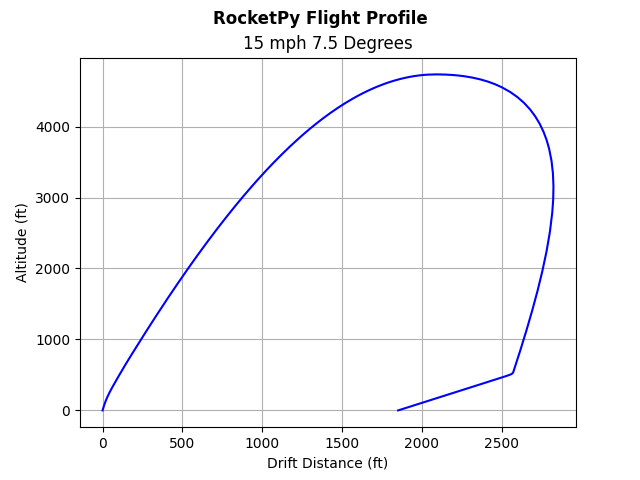 RocketPy Flight Profile
15 mph 7.5 Degrees
Altitude (ft)
4000
3000
2000
1000
0
0 500 1000 1500 2000 2500
Drift Distance (ft)